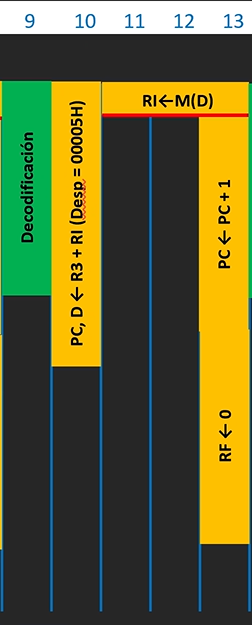 9 10 11 12 13
Decodificación
PC, D ← R3 + RI (Desp = 00005H)
RI←M(D)
PC ← PC + 1
RF ← 0